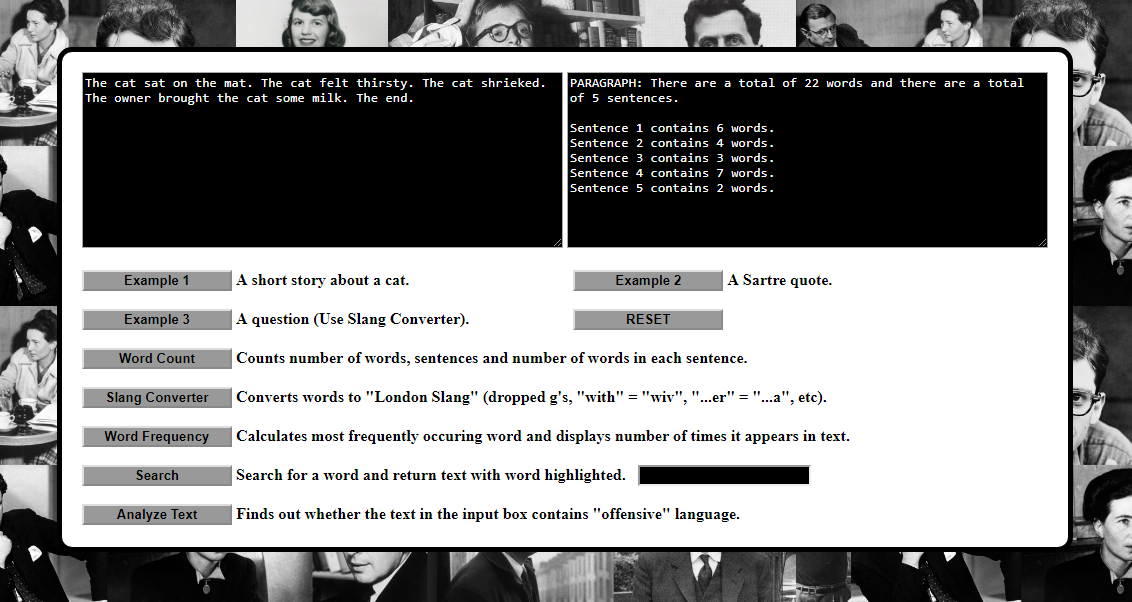 The cat sat on the mat. The cat felt thirsty. The cat shrieked.
The owner brought the cat some milk. The end.
PARAGRAPH: There are a total of 22 words and there are a total
of 5 sentences.
Sentence 1 contains 6 words.
Sentence 2 contains 4 words.
Sentence 3 contains 3 words.
Sentence 4 contains 7 words.
Sentence 5 contains 2 words.
Example 1 A short story about a cat.
Example 2 A Sartre quote.
Example 3 A question (Use Slang Converter).
RESET
Word Count Counts number of words, sentences and number of words in each sentence.
Slang Converter Converts words to "London Slang" (dropped g's, "with" = "wiv", "...er" = "...a", etc).
Word Frequency Calculates most frequently occuring word and displays number of times it appears in text.
Search Search for a word and return text with word highlighted.
Analyze Text Finds out whether the text in the input box contains "offensive" language.